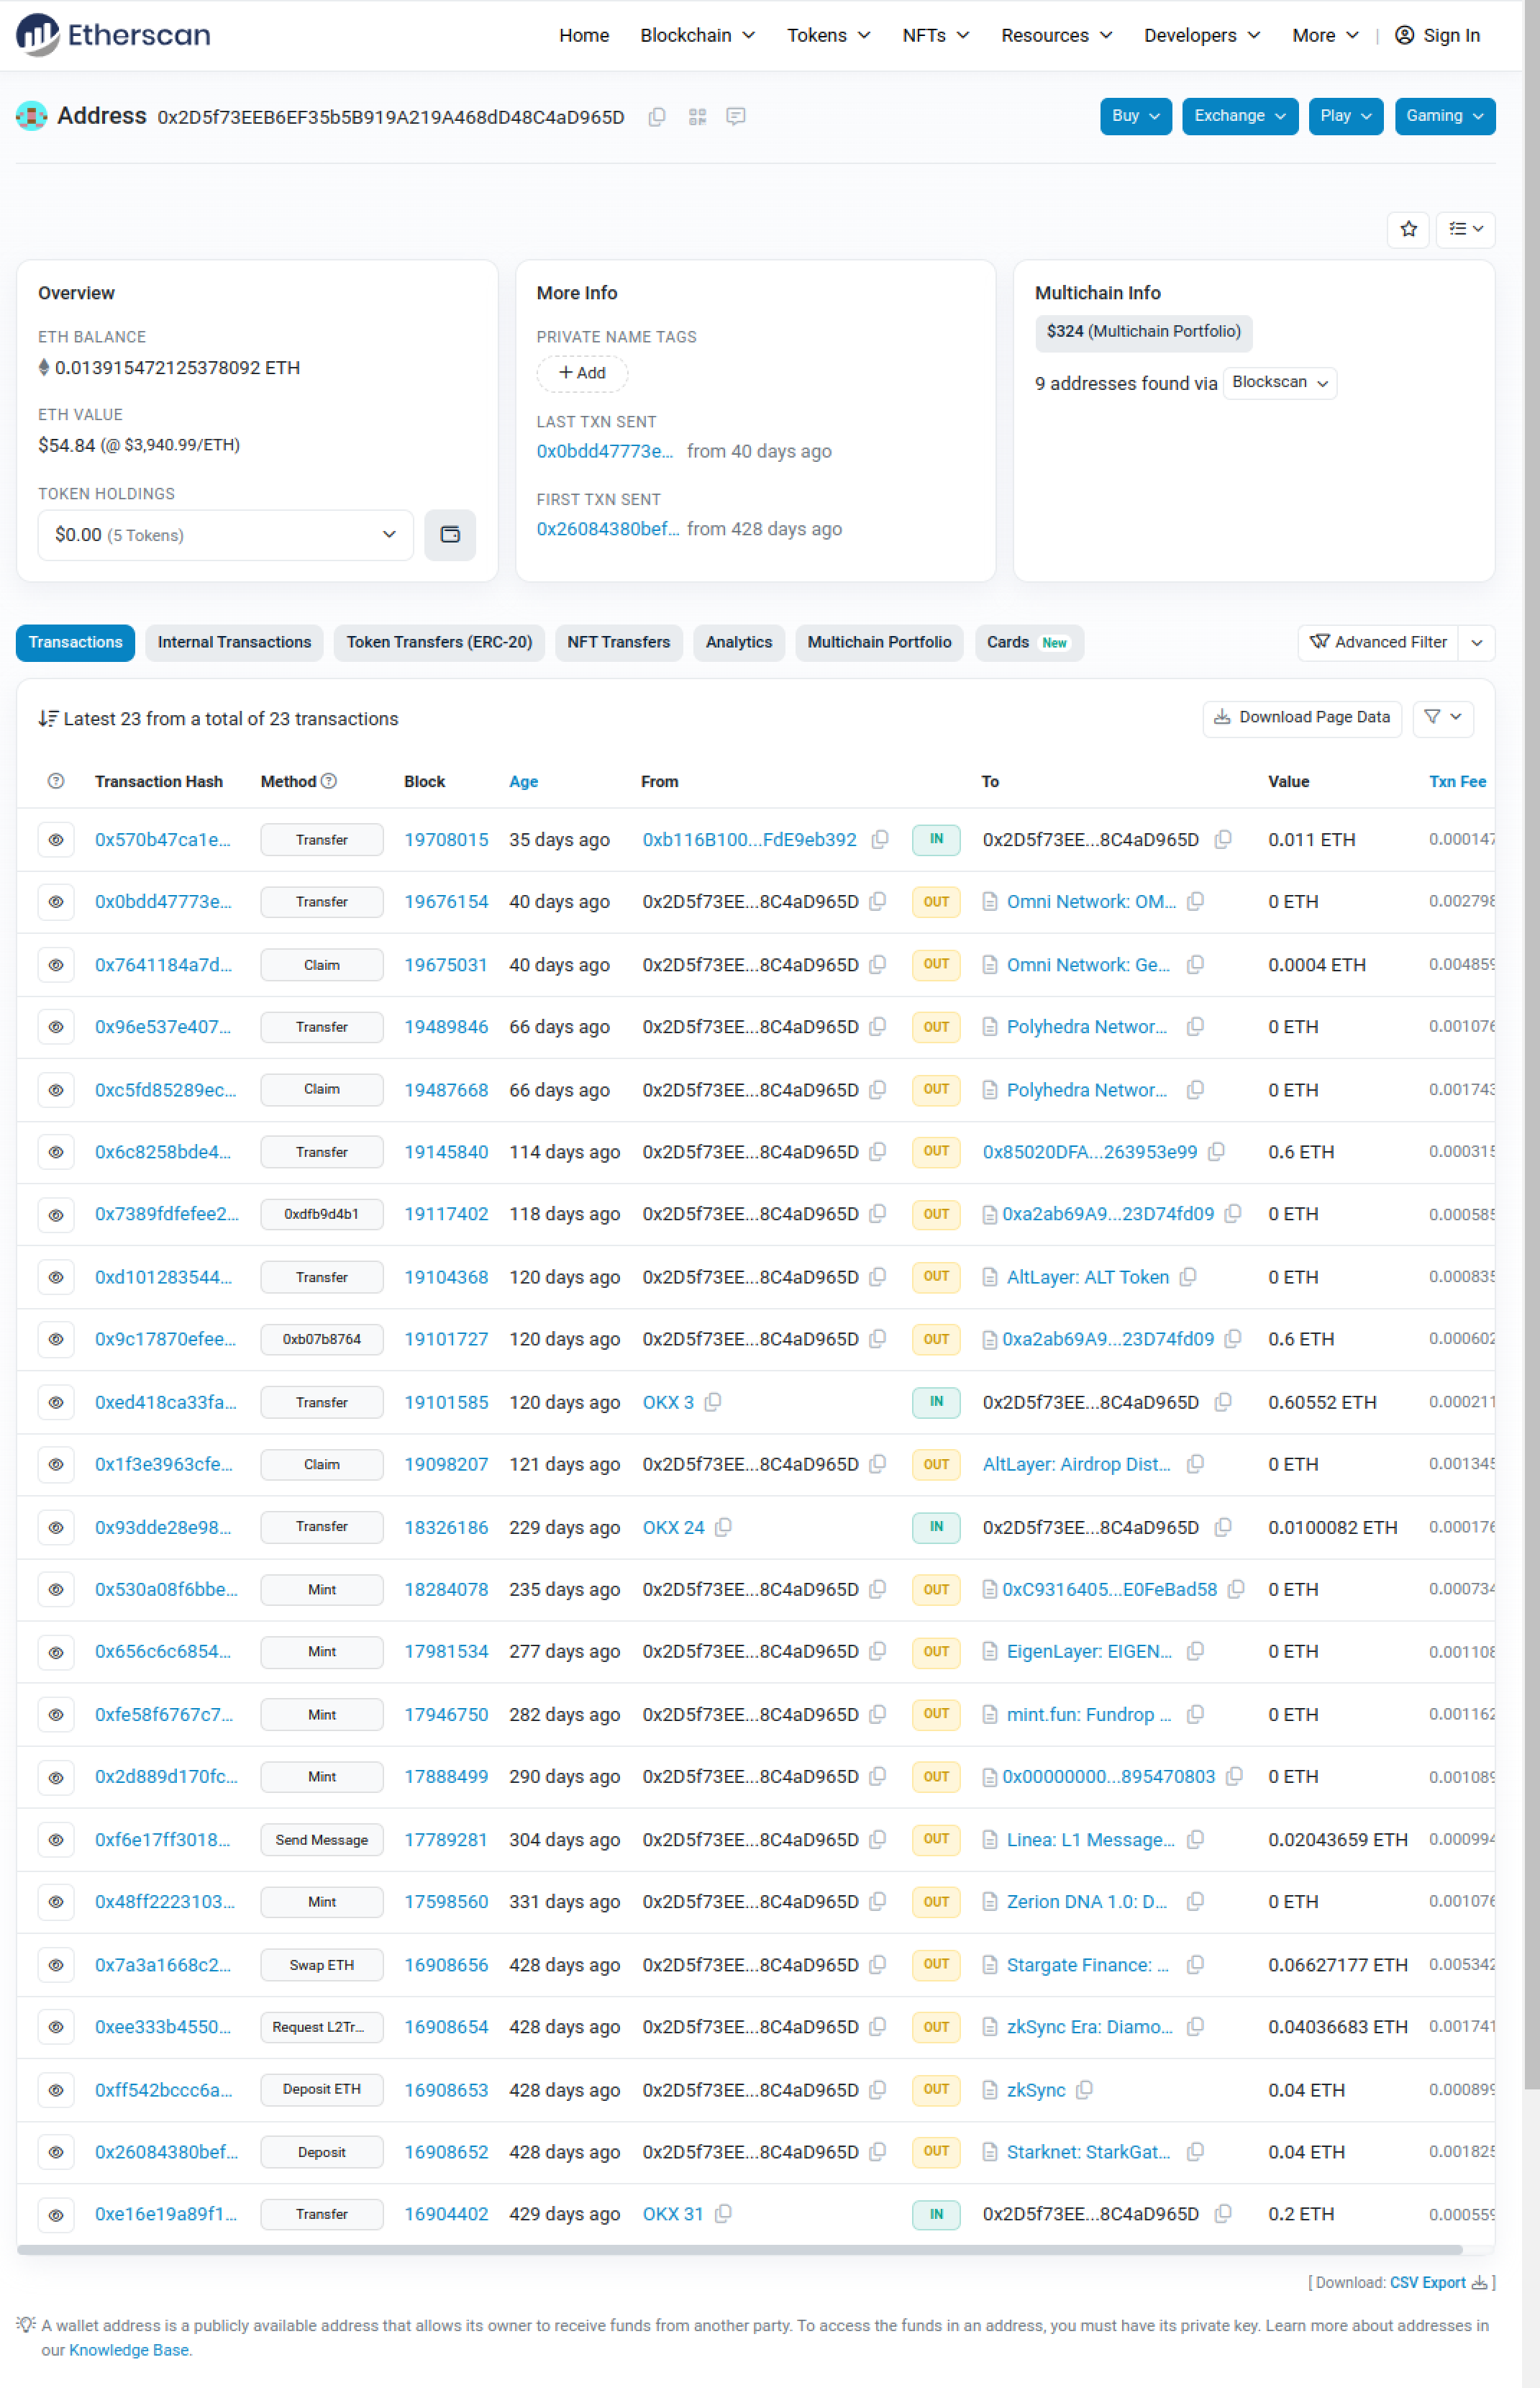 Etherscan
Home Blockchain Tokens NFTs Resources Developers More | Sign In
Address 0x2D5f73EEB6EF35b5B919A219A468dD48C4aD965D
Buy Exchange Play Gaming
Overview
ETH BALANCE
0.013915472125378092 ETH
ETH VALUE
$54.84 (@ $3,940.99/ETH)
TOKEN HOLDINGS
$0.00 (5 Tokens)
More Info
PRIVATE NAME TAGS
+ Add
LAST TXN SENT
0x0bdd47773e... from 40 days ago
FIRST TXN SENT
0x26084380bef... from 428 days ago
Multichain Info
$324 (Multichain Portfolio)
9 addresses found via Blockscan
Transactions Internal Transactions Token Transfers (ERC-20) NFT Transfers Analytics Multichain Portfolio Cards New Advanced Filter
Latest 23 from a total of 23 transactions
Download Page Data
Transaction Hash Method Block Age From To Value Txn Fee
0x570b47ca1e... Transfer 19708015 35 days ago 0xb116B100...FdE9eb392 IN 0x2D5f73EE...8C4aD965D 0.011 ETH 0.000147
0x0bdd47773e... Transfer 19676154 40 days ago 0x2D5f73EE...8C4aD965D OUT Omni Network: OM... 0 ETH 0.002798
0x7641184a7d... Claim 19675031 40 days ago 0x2D5f73EE...8C4aD965D OUT Omni Network: Ge... 0.0004 ETH 0.004859
0x96e537e407... Transfer 19489846 66 days ago 0x2D5f73EE...8C4aD965D OUT Polyhedra Networ... 0 ETH 0.001076
0xc5fd85289ec... Claim 19487668 66 days ago 0x2D5f73EE...8C4aD965D OUT Polyhedra Networ... 0 ETH 0.001743
0x6c8258bde4... Transfer 19145840 114 days ago 0x2D5f73EE...8C4aD965D OUT 0x85020DFA...263953e99 0.6 ETH 0.000315
0x7389fdfefee2... 0xdfb9d4b1 19117402 118 days ago 0x2D5f73EE...8C4aD965D OUT 0xa2ab69A9...23D74fd09 0 ETH 0.000585
0xd101283544... Transfer 19104368 120 days ago 0x2D5f73EE...8C4aD965D OUT AltLayer: ALT Token 0 ETH 0.000835
0x9c17870efee... 0xb07b8764 19101727 120 days ago 0x2D5f73EE...8C4aD965D OUT 0xa2ab69A9...23D74fd09 0.6 ETH 0.000602
0xed418ca33fa... Transfer 19101585 120 days ago OKX 3 IN 0x2D5f73EE...8C4aD965D 0.60552 ETH 0.000211
0x1f3e3963cfe... Claim 19098207 121 days ago 0x2D5f73EE...8C4aD965D OUT AltLayer: Airdrop Dist... 0 ETH 0.001345
0x93dde28e98... Transfer 18326186 229 days ago OKX 24 IN 0x2D5f73EE...8C4aD965D 0.0100082 ETH 0.000176
0x530a08f6bbe... Mint 18284078 235 days ago 0x2D5f73EE...8C4aD965D OUT 0xC9316405...E0FeBad58 0 ETH 0.000734
0x656c6c6854... Mint 17981534 277 days ago 0x2D5f73EE...8C4aD965D OUT EigenLayer: EIGEN... 0 ETH 0.001108
0xfe58f6767c7... Mint 17946750 282 days ago 0x2D5f73EE...8C4aD965D OUT mint.fun: Fundrop ... 0 ETH 0.001162
0x2d889d170fc... Mint 17888499 290 days ago 0x2D5f73EE...8C4aD965D OUT 0x00000000...895470803 0 ETH 0.001089
0xf6e17ff3018... Send Message 17789281 304 days ago 0x2D5f73EE...8C4aD965D OUT Linea: L1 Message... 0.02043659 ETH 0.000994
0x48ff2223103... Mint 17598560 331 days ago 0x2D5f73EE...8C4aD965D OUT Zerion DNA 1.0: D... 0 ETH 0.001076
0x7a3a1668c2... Swap ETH 16908656 428 days ago 0x2D5f73EE...8C4aD965D OUT Stargate Finance: ... 0.06627177 ETH 0.005342
0xee333b4550... Request L2Tr... 16908654 428 days ago 0x2D5f73EE...8C4aD965D OUT zkSync Era: Diamo... 0.04036683 ETH 0.001741
0xff542bccc6a... Deposit ETH 16908653 428 days ago 0x2D5f73EE...8C4aD965D OUT zkSync 0.04 ETH 0.000899
0x26084380bef... Deposit 16908652 428 days ago 0x2D5f73EE...8C4aD965D OUT Starknet: StarkGat... 0.04 ETH 0.001825
0xe16e19a89f1... Transfer 16904402 429 days ago OKX 31 IN 0x2D5f73EE...8C4aD965D 0.2 ETH 0.000559
[ Download: CSV Export ]
A wallet address is a publicly available address that allows its owner to receive funds from another party. To access the funds in an address, you must have its private key. Learn more about addresses in
our Knowledge Base.